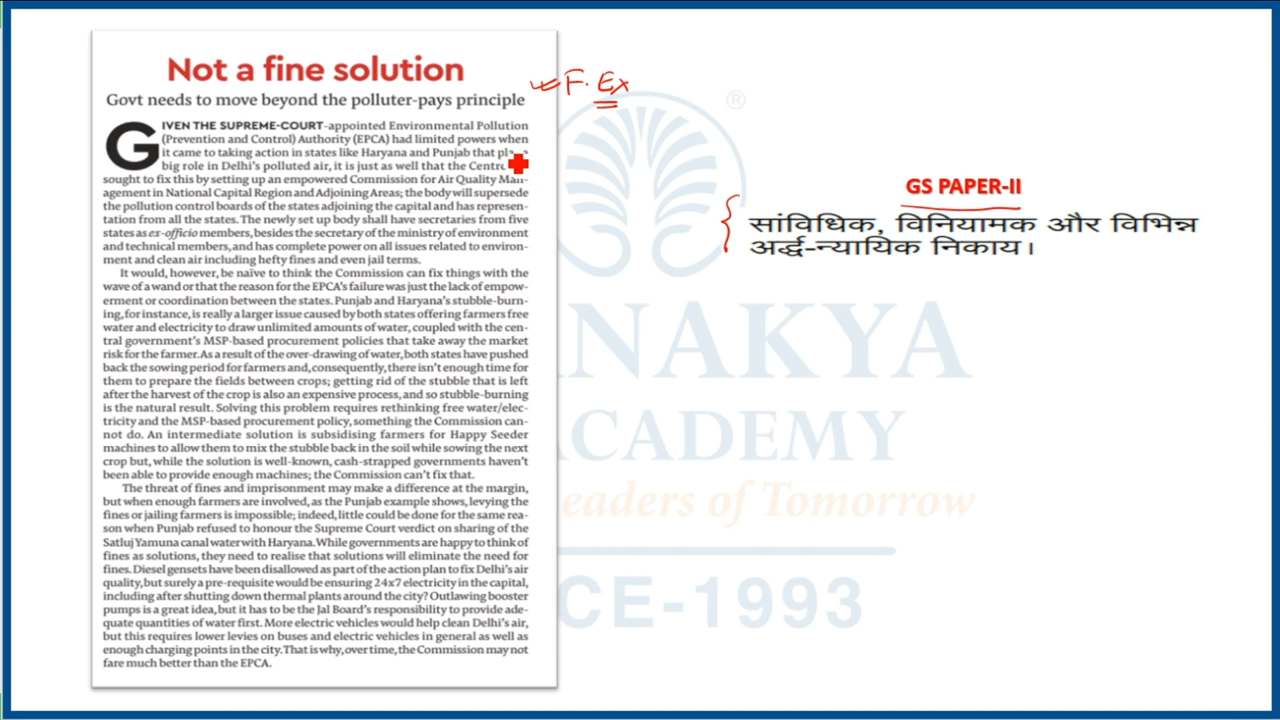 Not a fine solution
Govt needs to move beyond the polluter-pays principle
F. Ex
GIVEN THE SUPREME-COURT-appointed Environmental Pollution
(Prevention and Control) Authority (EPCA) had limited powers when
it came to taking action in states like Haryana and Punjab that
big role in Delhi's polluted air, it is just as well that the Centre
sought to fix this by setting up an empowered Commission for Air Quality Man-
agement in National Capital Region and Adjoining Areas; the body will supersede
the pollution control boards of the states adjoining the capital and has represen-
tation from all the states. The newly set up body shall have secretaries from five
states as ex-officio members, besides the secretary of the ministry of environment
and technical members, and has complete power on all issues related to environ-
ment and clean air including hefty fines and even jail terms.
It would, however, be naïve to think the Commission can fix things with the
wave of a wand or that the reason for the EPCA's failure was just the lack of empow-
erment or coordination between the states. Punjab and Haryana's stubble-burn-
ing, for instance, is really a larger issue caused by both states offering farmers free
water and electricity to draw unlimited amounts of water, coupled with the cen-
tral government's MSP-based procurement policies that take away the market
risk for the farmer. As a result of the over-drawing of water, both states have pushed
back the sowing period for farmers and, consequently, there isn't enough time for
them to prepare the fields between crops; getting rid of the stubble that is left
after the harvest of the crop is also an expensive process, and so stubble-burning
is the natural result. Solving this problem requires rethinking free water/elec-
tricity and the MSP-based procurement policy, something the Commission can-
not do. An intermediate solution is subsidising farmers for Happy Seeder
machines to allow them to mix the stubble back in the soil while sowing the next
crop but, while the solution is well-known, cash-strapped governments haven't
been able to provide enough machines; the Commission can't fix that.
The threat of fines and imprisonment may make a difference at the margin,
but when enough farmers are involved, as the Punjab example shows, levying the
fines or jailing farmers is impossible; indeed, little could be done for the same rea-
son when Punjab refused to honour the Supreme Court verdict on sharing of the
Satluj Yamuna canal water with Haryana. While governments are happy to think of
fines as solutions, they need to realise that solutions will eliminate the need for
fines. Diesel gensets have been disallowed as part of the action plan to fix Delhi's air
quality, but surely a pre-requisite would be ensuring 24x7 electricity in the capital,
including after shutting down thermal plants around the city? Outlawing booster
pumps is a great idea, but it has to be the Jal Board's responsibility to provide ade-
quate quantities of water first. More electric vehicles would help clean Delhi's air,
but this requires lower levies on buses and electric vehicles in general as well as
enough charging points in the city. That is why, over time, the Commission may not
fare much better than the EPCA.
GS PAPER-II
सांविधिक, विनियामक और विभिन्न
अर्द्ध-न्यायिक निकाय।
®
NAKYA
CADEMY
eaders of Tomorrow
CE-1993